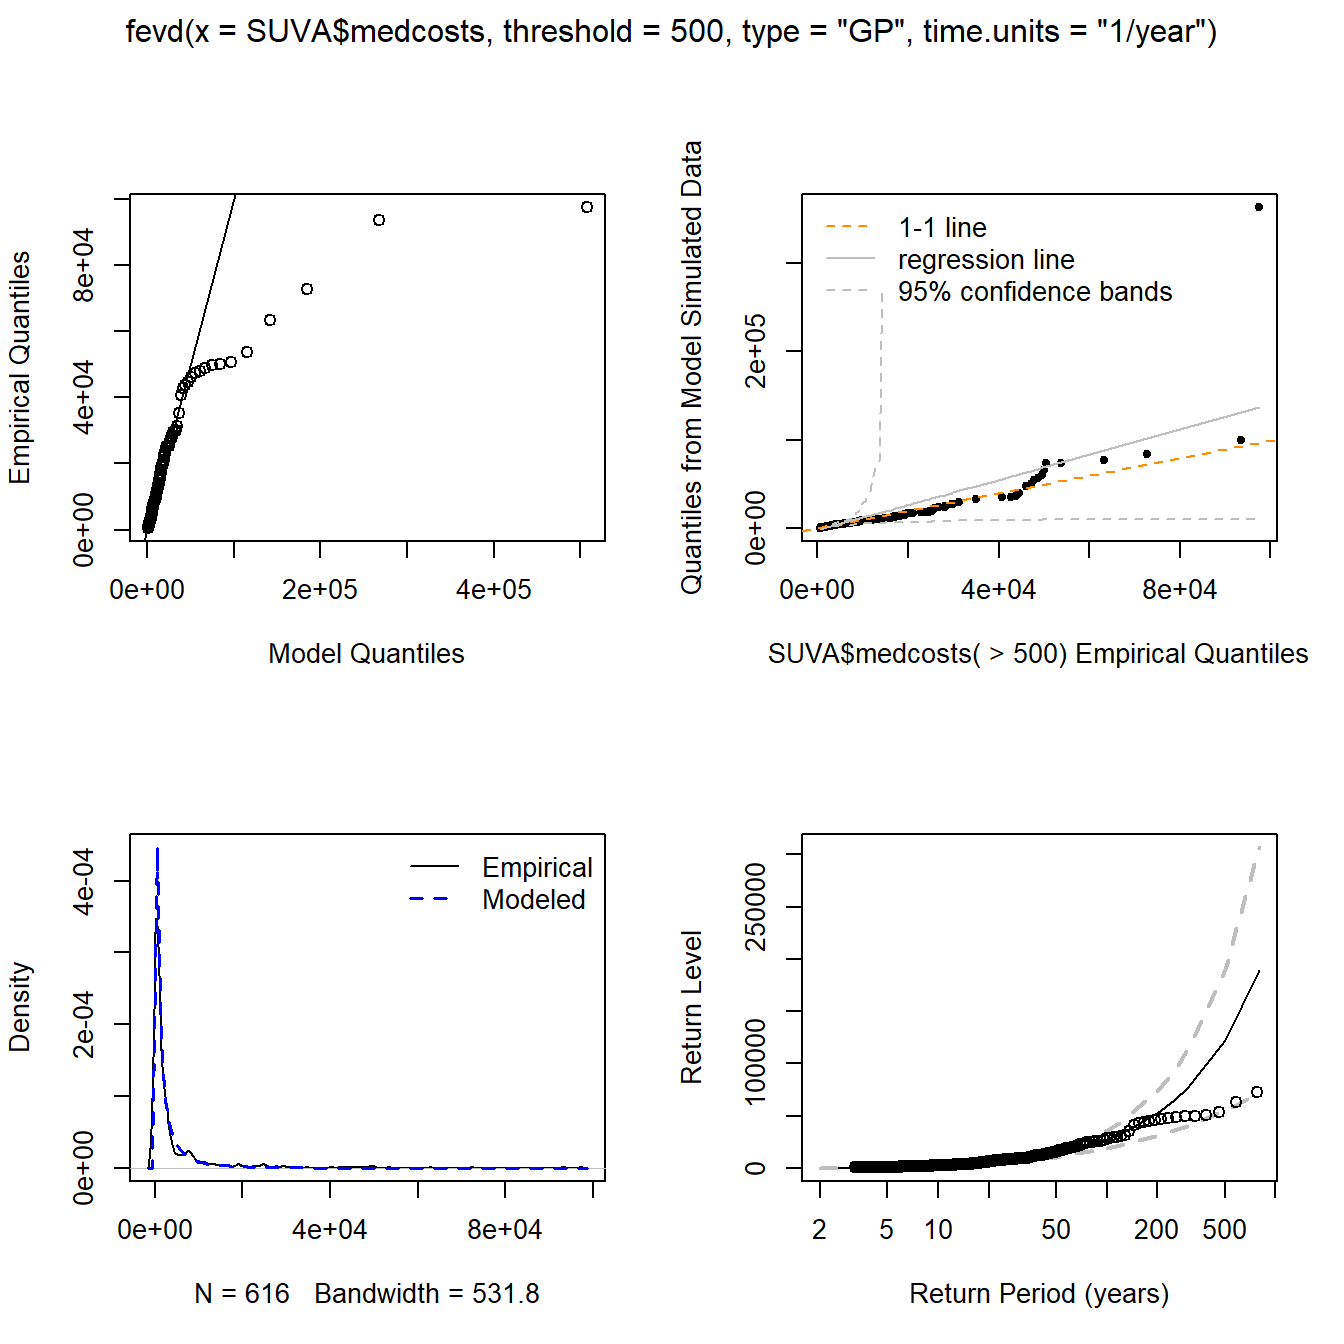 fevd(x = SUVA$medcosts, threshold = 500, type = "GP", time.units = "1/year")
Empirical Quantiles
0e+00 4e+04 8e+04
0e+00 2e+05 4e+05
Model Quantiles
Quantiles from Model Simulated Data
0e+00 2e+05
1-1 line
regression line
95% confidence bands
0e+00 4e+04 8e+04
SUVA$medcosts( > 500) Empirical Quantiles
Density
0e+00 2e-04 4e-04
Empirical
Modeled
0e+00 4e+04 8e+04
N = 616 Bandwidth = 531.8
Return Level
0 100000 250000
2 5 10 50 200 500
Return Period (years)